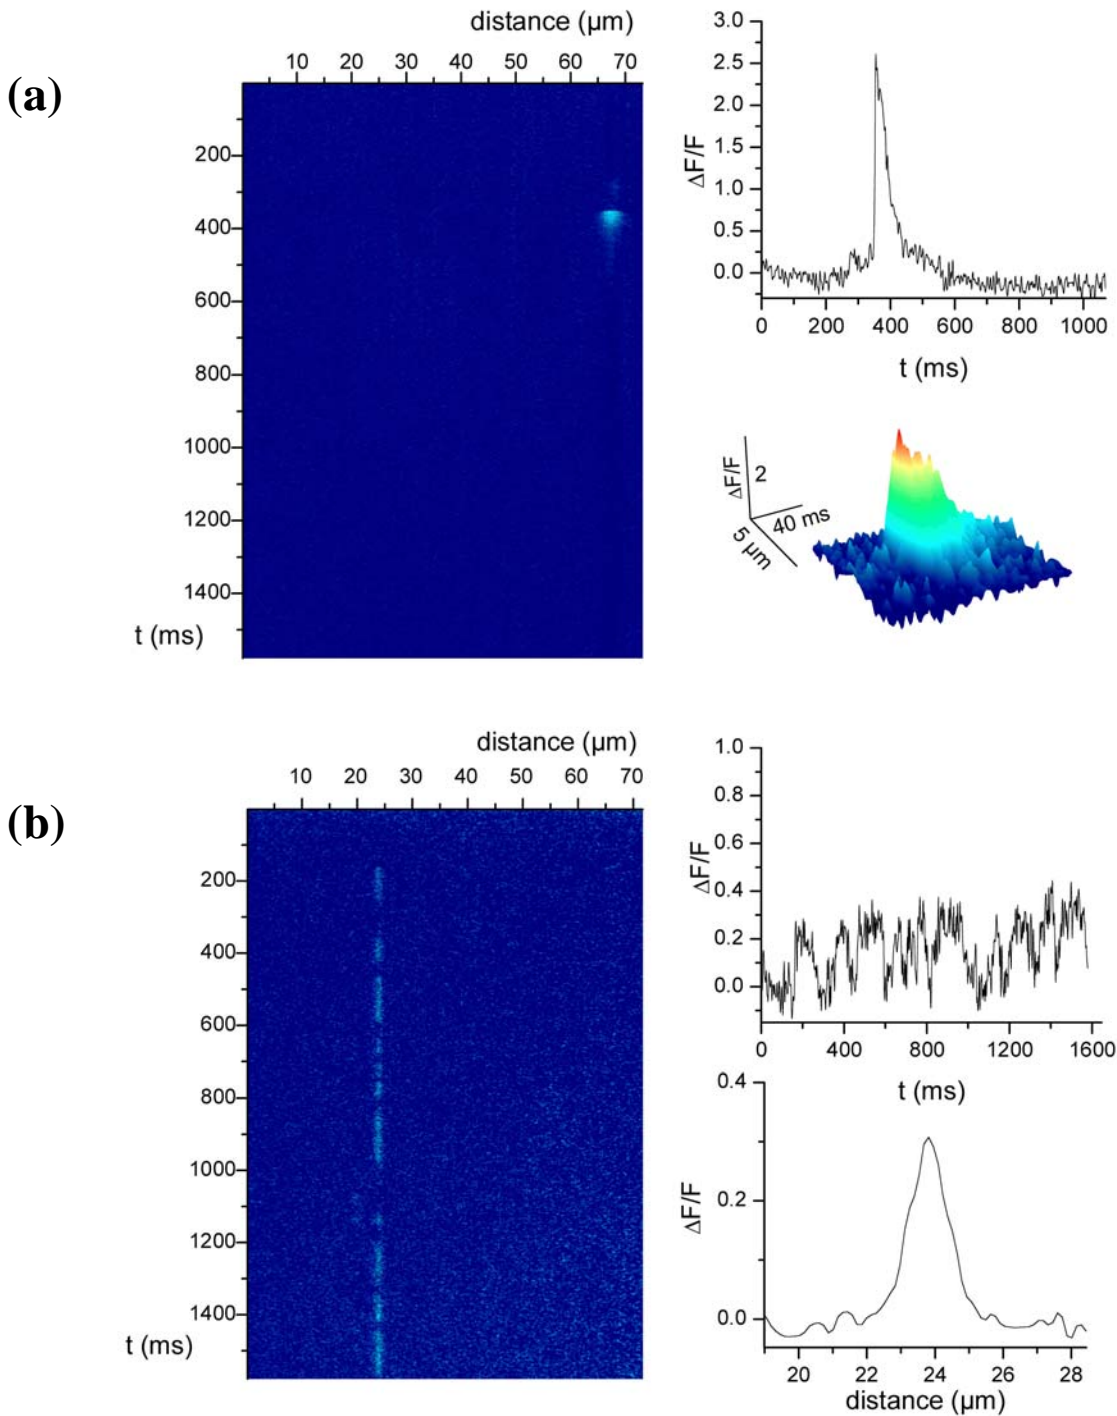 (a)
distance (µm)
10 20 30 40 50 60 70
200
400
600
800
1000
1200
1400
t (ms)
ΔF/F
3.0
2.5
2.0
1.5
1.0
0.5
0.0
0 200 400 600 800 1000
t (ms)
ΔF/F
2
40 ms
5 µm
(b)
distance (µm)
10 20 30 40 50 60 70
200
400
600
800
1000
1200
1400
t (ms)
ΔF/F
1.0
0.8
0.6
0.4
0.2
0.0
0 400 800 1200 1600
t (ms)
ΔF/F
0.4
0.2
0.0
20 22 24 26 28
distance (µm)